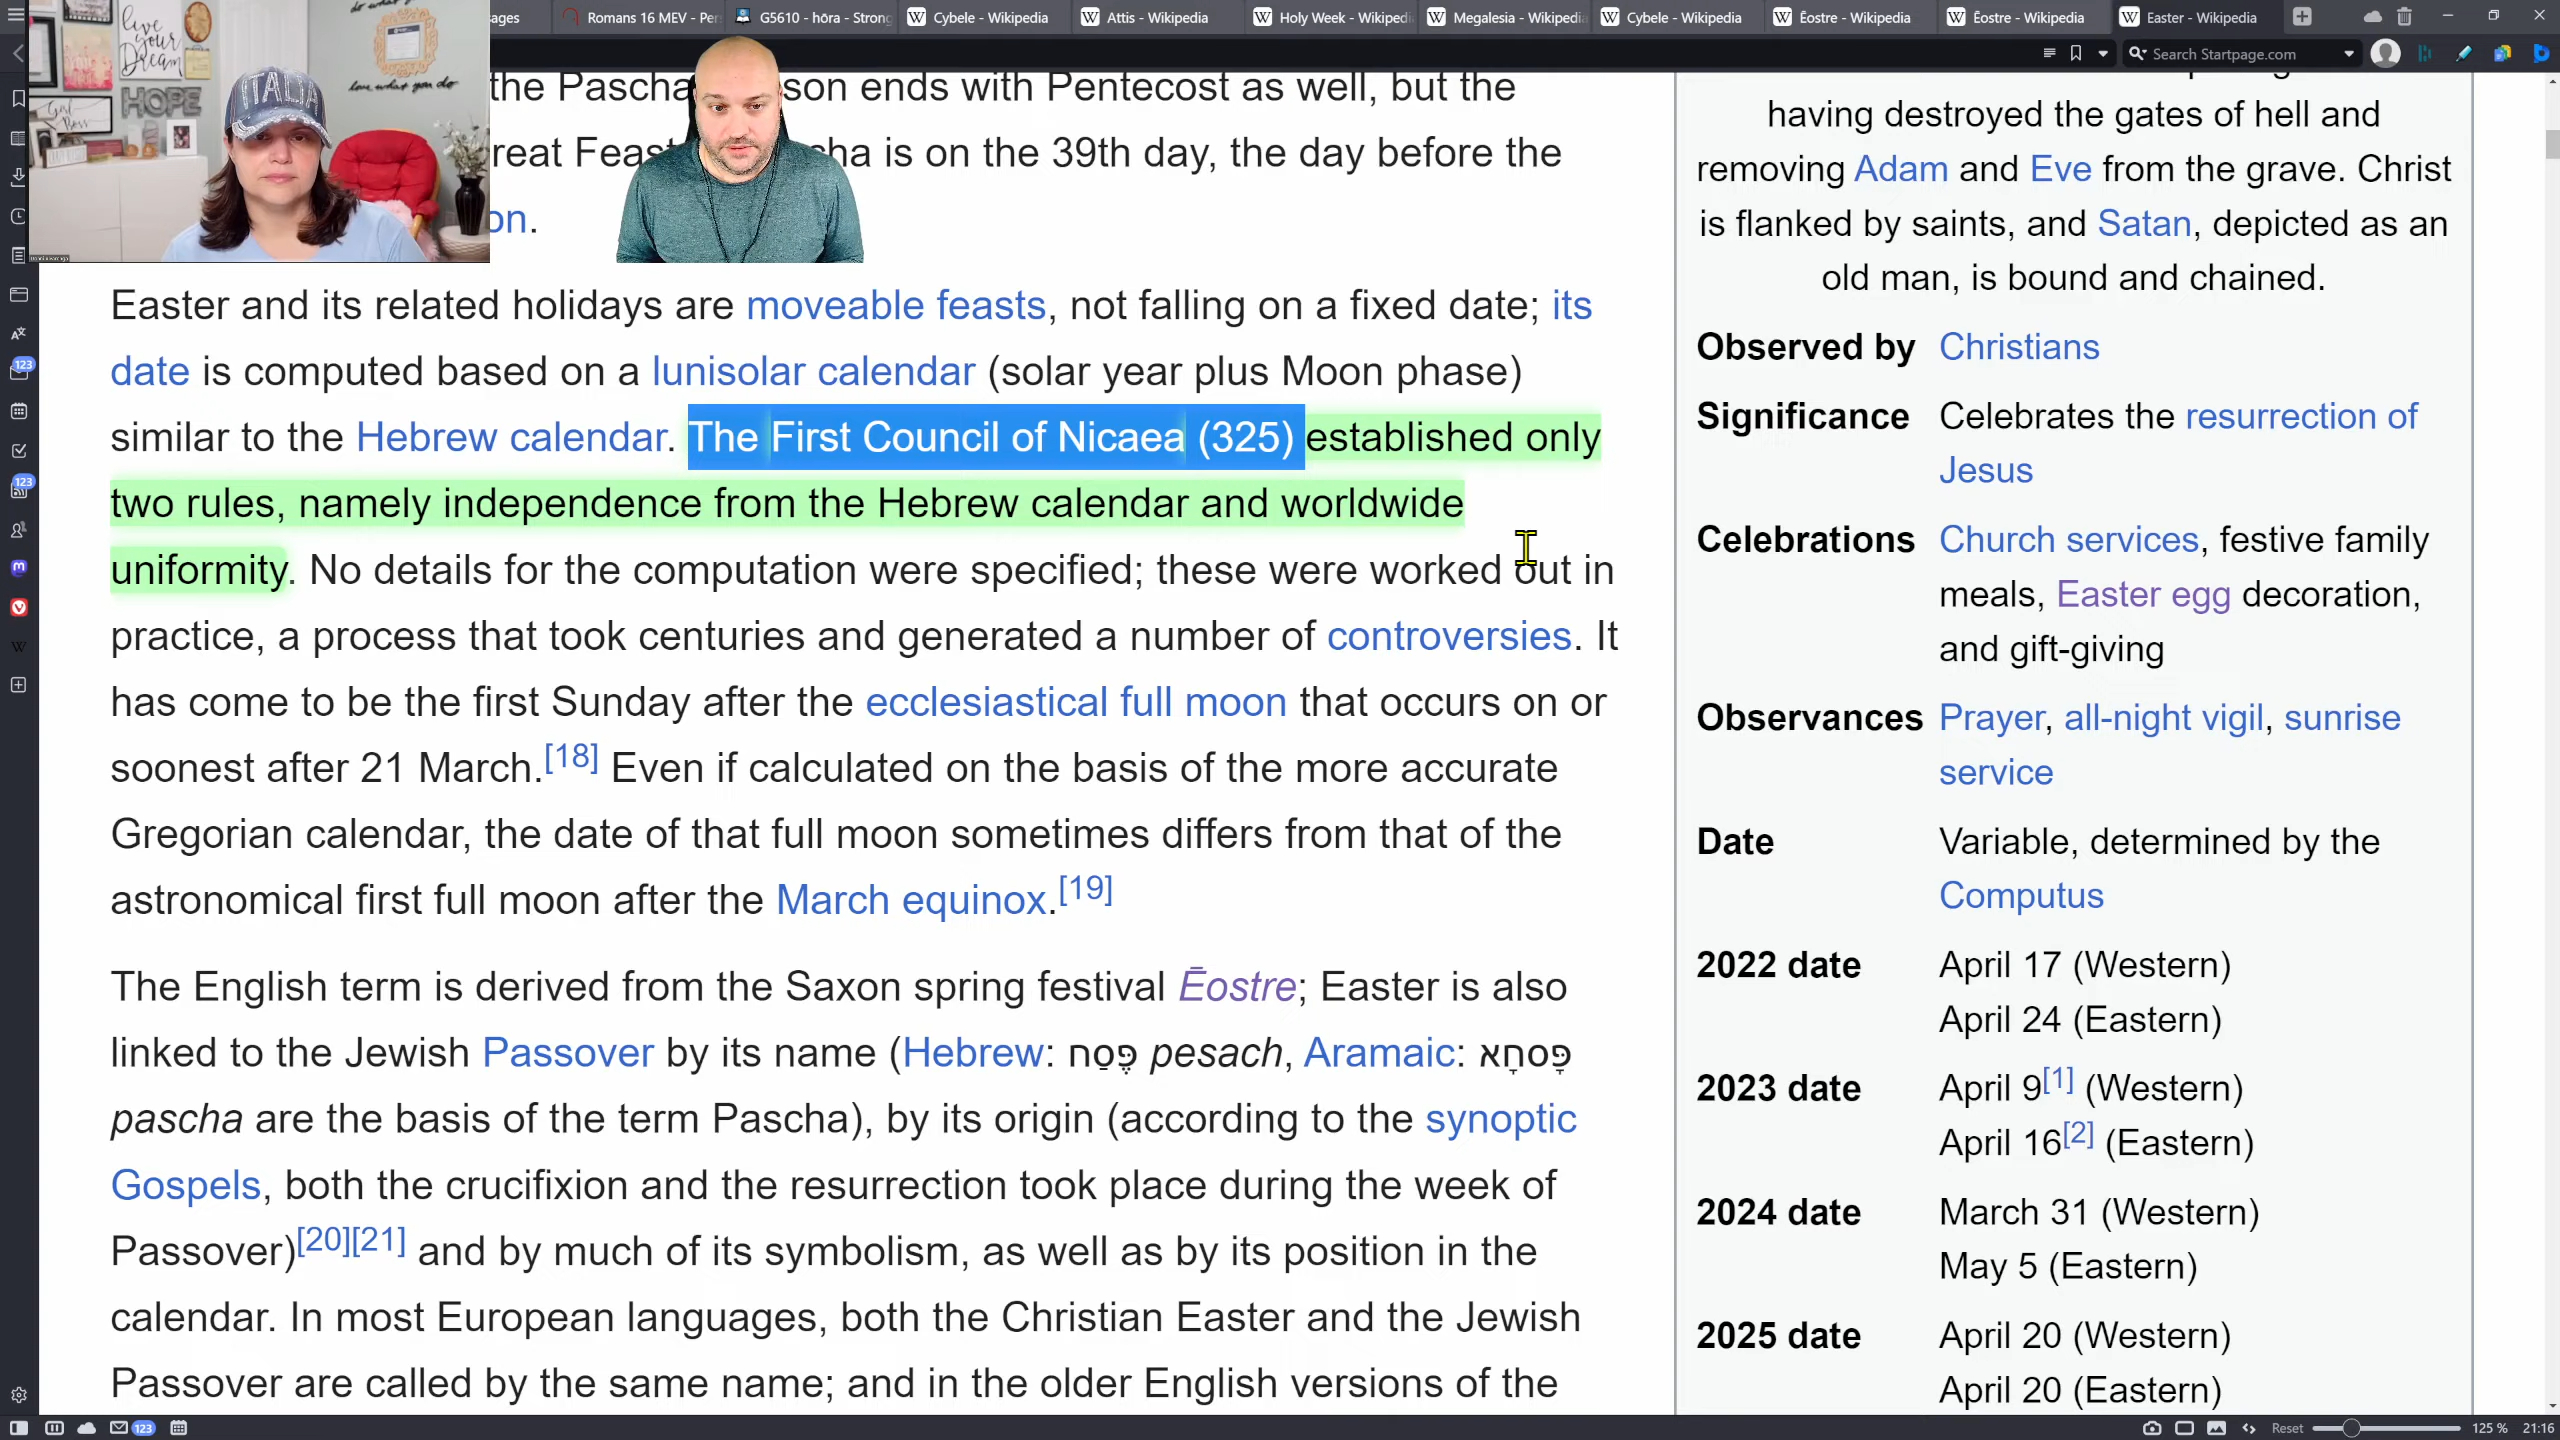 sages
Romans 16 MEV - Per
G5610 - hōra - Strong
Cybele - Wikipedia
Attis - Wikipedia
Holy Week - Wikipedi
Megalesia - Wikipedi
Cybele - Wikipedia
Ēostre - Wikipedia
Ēostre - Wikipedia
Easter - Wikipedia
Search Startpage.com
live your Dream
HOPE
love what you do
ITALIA
the Pascha son ends with Pentecost as well, but the
reat Feast cha is on the 39th day, the day before the
on.
Easter and its related holidays are moveable feasts, not falling on a fixed date; its
date is computed based on a lunisolar calendar (solar year plus Moon phase)
similar to the Hebrew calendar. The First Council of Nicaea (325) established only
two rules, namely independence from the Hebrew calendar and worldwide
uniformity. No details for the computation were specified; these were worked out in
practice, a process that took centuries and generated a number of controversies. It
has come to be the first Sunday after the ecclesiastical full moon that occurs on or
soonest after 21 March.[18] Even if calculated on the basis of the more accurate
Gregorian calendar, the date of that full moon sometimes differs from that of the
astronomical first full moon after the March equinox.[19]
The English term is derived from the Saxon spring festival Ēostre; Easter is also
linked to the Jewish Passover by its name (Hebrew: פֶּסַח pesach, Aramaic: פָּסחָא
pascha are the basis of the term Pascha), by its origin (according to the synoptic
Gospels, both the crucifixion and the resurrection took place during the week of
Passover)[20][21] and by much of its symbolism, as well as by its position in the
calendar. In most European languages, both the Christian Easter and the Jewish
Passover are called by the same name; and in the older English versions of the
having destroyed the gates of hell and
removing Adam and Eve from the grave. Christ
is flanked by saints, and Satan, depicted as an
old man, is bound and chained.
Observed by Christians
Significance Celebrates the resurrection of
Jesus
Celebrations Church services, festive family
meals, Easter egg decoration,
and gift-giving
Observances Prayer, all-night vigil, sunrise
service
Date Variable, determined by the
Computus
2022 date April 17 (Western)
April 24 (Eastern)
2023 date April 9[1] (Western)
April 16[2] (Eastern)
2024 date March 31 (Western)
May 5 (Eastern)
2025 date April 20 (Western)
April 20 (Eastern)
123
123
123
Reset
125 %
21:16